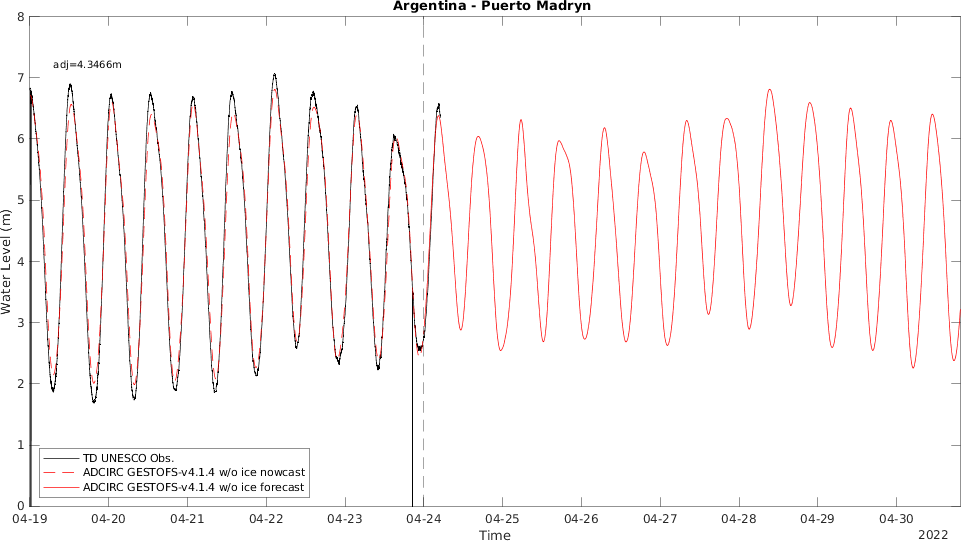 Argentina - Puerto Madryn
adj=4.3466m
8
7
6
5
4
3
2
1
0
Water Level (m)
TD UNESCO Obs.
ADCIRC GESTOFS-v4.1.4 w/o ice nowcast
ADCIRC GESTOFS-v4.1.4 w/o ice forecast
04-19 04-20 04-21 04-22 04-23 04-24 04-25 04-26 04-27 04-28 04-29 04-30
Time
2022